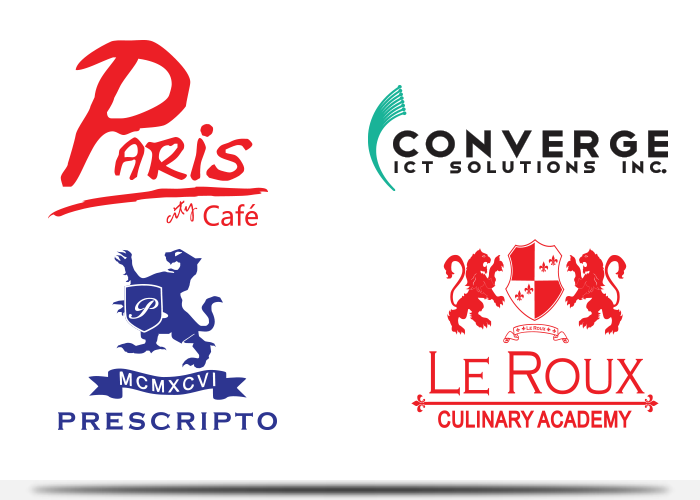 Paris
city Café
CONVERGE
ICT SOLUTIONS INC.
P
MCMXCVI
PRESCRIPTO
Le Roux
LE ROUX
CULINARY ACADEMY